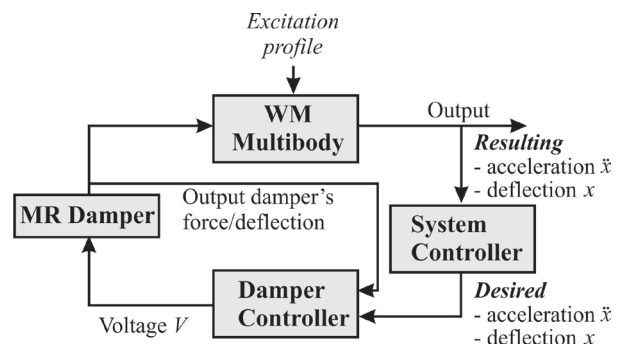 Excitation
profile
WM
Multibody
Output
Resulting
- acceleration ẍ
- deflection x
MR Damper
Output damper's
force/deflection
System
Controller
Damper
Controller
Voltage V
Desired
- acceleration ẍ
- deflection x